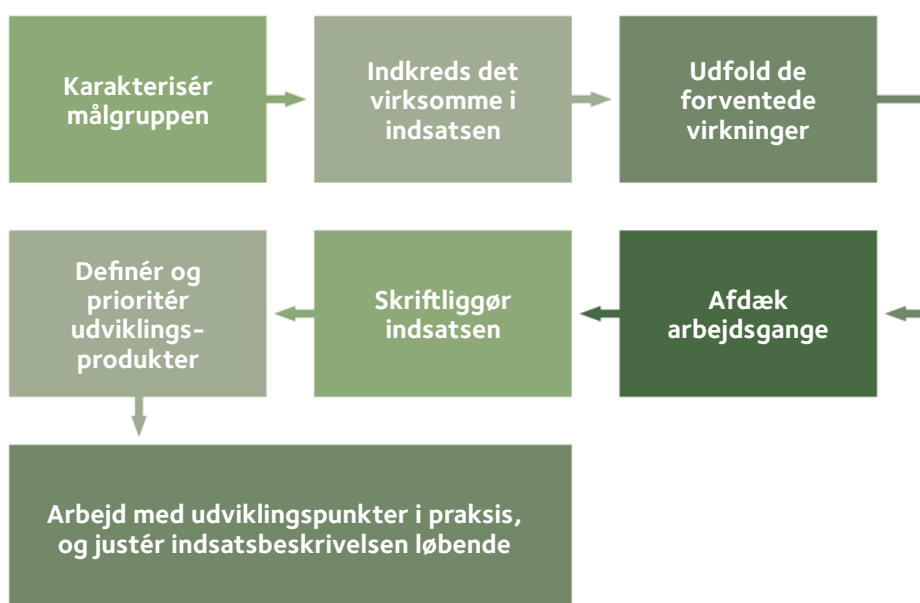 Karakterisér
målgruppen
Indkreds det
virksomme i
indsatsen
Udfold de
forventede
virkninger
Afdæk
arbejdsgange
Skriftliggør
indsatsen
Definér og
prioritér
udviklings-
produkter
Arbejd med udviklingspunkter i praksis,
og justér indsatsbeskrivelsen løbende